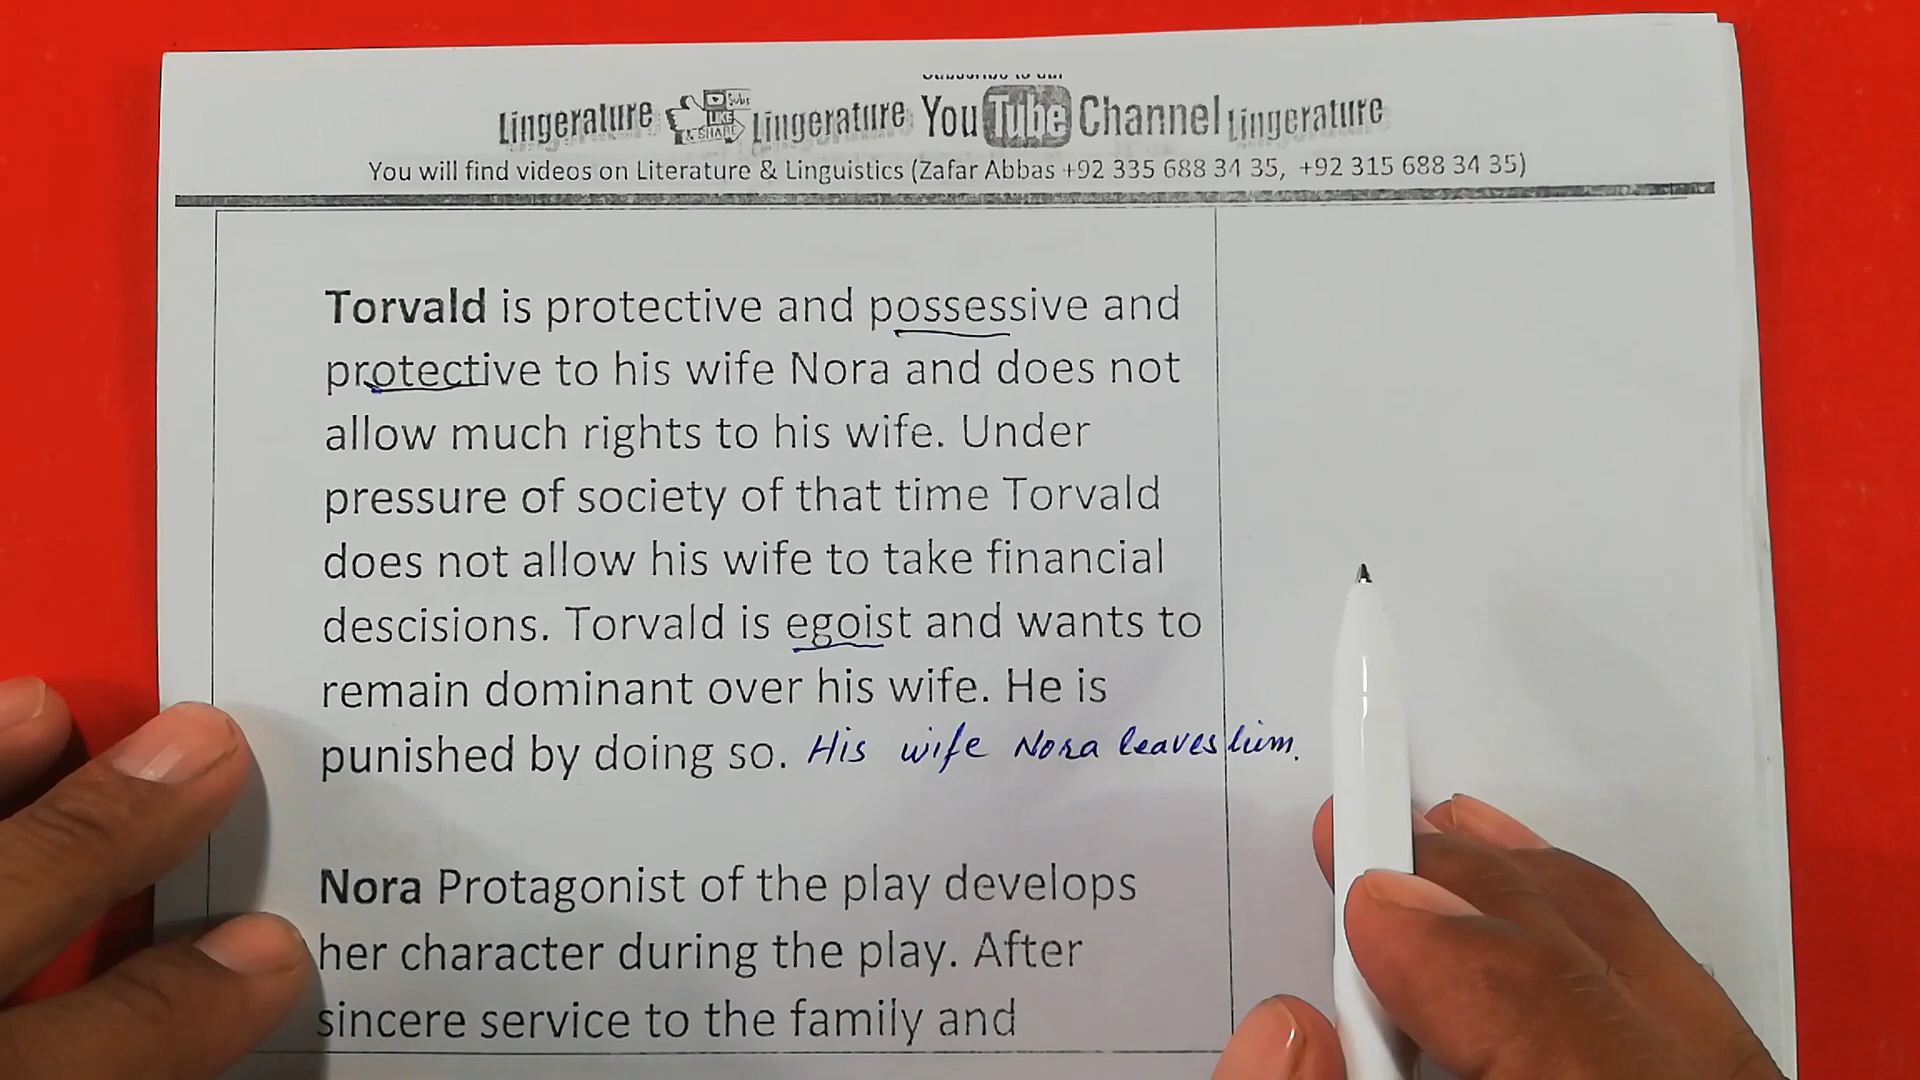 Lingerature Subs LIKE & SHARE Lingerature YouTube Channel Lingerature
You will find videos on Literature & Linguistics (Zafar Abbas +92 335 688 34 35, +92 315 688 34 35)
Torvald is protective and possessive and
protective to his wife Nora and does not
allow much rights to his wife. Under
pressure of society of that time Torvald
does not allow his wife to take financial
descisions. Torvald is egoist and wants to
remain dominant over his wife. He is
punished by doing so. His wife Nora leaves him.
Nora Protagonist of the play develops
her character during the play. After
sincere service to the family and